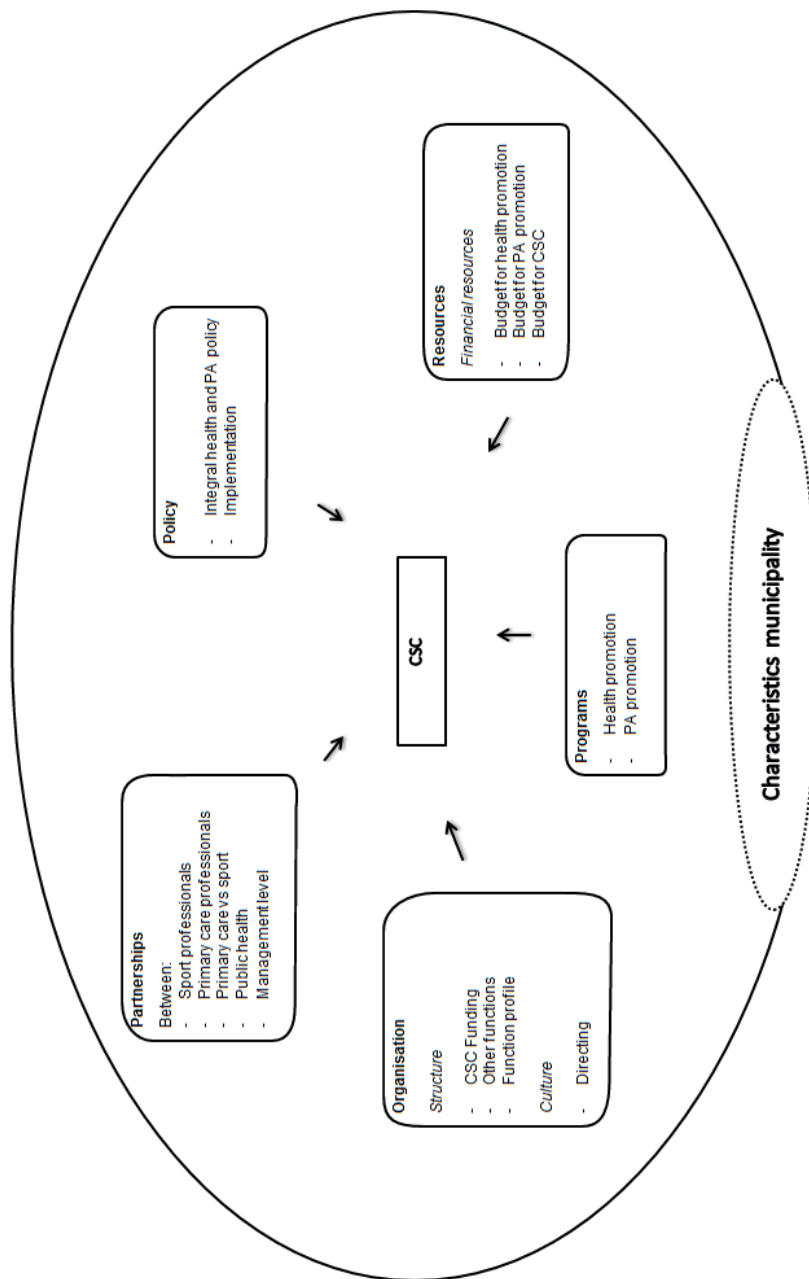 Partnerships
Between:
- Sport professionals
- Primary care professionals
- Primary care vs sport
- Public health
- Management level
Policy
- Integral health and PA policy
- Implementation
Organisation
Structure
- CSC Funding
- Other functions
- Function profile
Culture
- Directing
CSC
Resources
Financial resources
- Budget for health promotion
- Budget for PA promotion
- Budget for CSC
Programs
- Health promotion
- PA promotion
Characteristics municipality